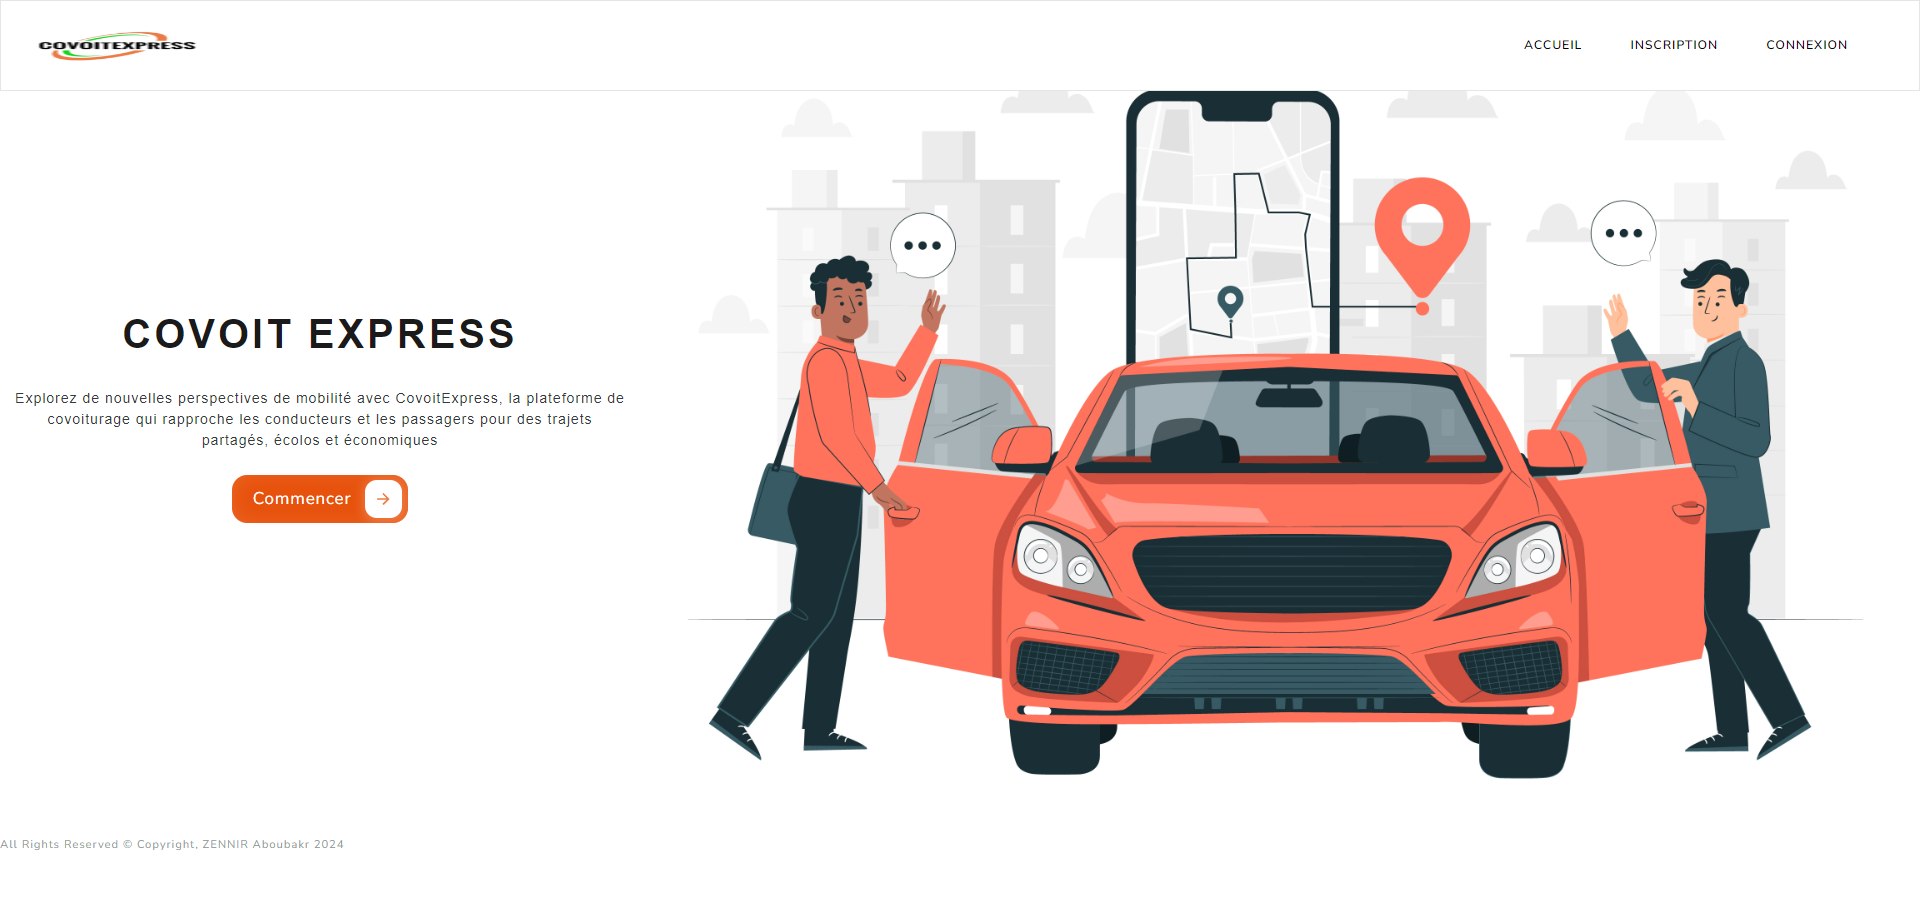 COVOITEXPRESS
ACCUEIL INSCRIPTION CONNEXION
COVOIT EXPRESS
Explorez de nouvelles perspectives de mobilité avec CovoitExpress, la plateforme de
covoiturage qui rapproche les conducteurs et les passagers pour des trajets
partagés, écolos et économiques
Commencer
All Rights Reserved © Copyright, ZENNIR Aboubakr 2024